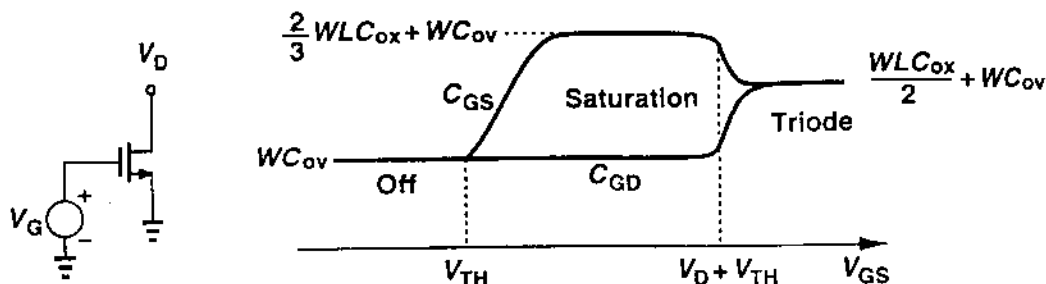 V_D
V_G
+
−
2/3 WLC_ox + WC_ov
C_GS
Saturation
WLC_ox/2 + WC_ov
Triode
WC_ov
Off
C_GD
V_TH
V_D + V_TH
V_GS